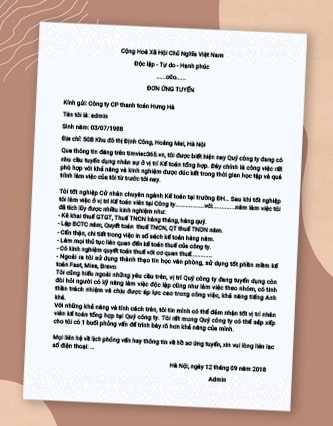 Cộng Hoà Xã Hội Chủ Nghĩa Việt Nam
Độc lập - Tự do - Hạnh phúc
.....o0o.....
ĐƠN ỨNG TUYỂN
Kính gửi: Công ty CP thanh toán Hưng Hà
Tên tôi là: admin
Sinh năm: 03/07/1988
Địa chỉ: 50B Khu đô thị Định Công, Hoàng Mai, Hà Nội
Qua thông tin đăng trên timviec365.vn, tôi được biết hiện nay Quý công ty đang có
nhu cầu tuyển dụng nhân sự ở vị trí Kế toán tổng hợp. Đây chính là công việc rất
phù hợp với khả năng và kinh nghiệm được đúc kết trong thời gian học tập và quá
trình làm việc của tôi từ trước tới nay.
Tôi tốt nghiệp Cử nhân chuyên ngành Kế toán tại trường ĐH... Sau khi tốt nghiệp
tôi làm việc ở vị trí Kế toán viên tại Công ty................với...........năm làm việc tôi
đã tích lũy được nhiều kinh nghiệm như:
- Kê khai thuế GTGT, Thuế TNCN hàng tháng, hàng quý.
- Lập BCTC năm, Quyết toán thuế TNCN, QT thuế TNDN năm.
- Cẩn thận, chi tiết trong việc in sổ sách kế toán hàng năm.
- Làm mọi thủ tục liên quan đến kế toán thuế của công ty.
- Có kinh nghiệm quyết toán thuế với cơ quan thuế............
- Ngoài ra tôi sử dụng thành thạo tin học văn phòng, sử dụng tốt phần mềm kế
toán Fast, Misa, Bravo.
Tôi cũng hiểu ngoài những yêu cầu trên, vị trí Quý công ty đang tuyển dụng còn
đòi hỏi người có kỹ năng làm việc độc lập cũng như làm việc theo nhóm, có tinh
thần trách nhiệm và chịu được áp lực cao trong công việc, khả năng tiếng Anh
khá.
Với những khả năng và tính cách trên, tôi tin mình có thể đảm nhận tốt vị trí nhân
viên kế toán tổng hợp tại Quý công ty. Tôi rất mong Quý công ty có thể sắp xếp
cho tôi 1 buổi phỏng vấn để trình bày rõ hơn khả năng của mình.
Mọi liên hệ về lịch phỏng vấn hay thông tin về hồ sơ ứng tuyển, xin vui lòng liên lạc
số điện thoại: ...
Hà Nội, ngày 12 tháng 09 năm 2018
Admin